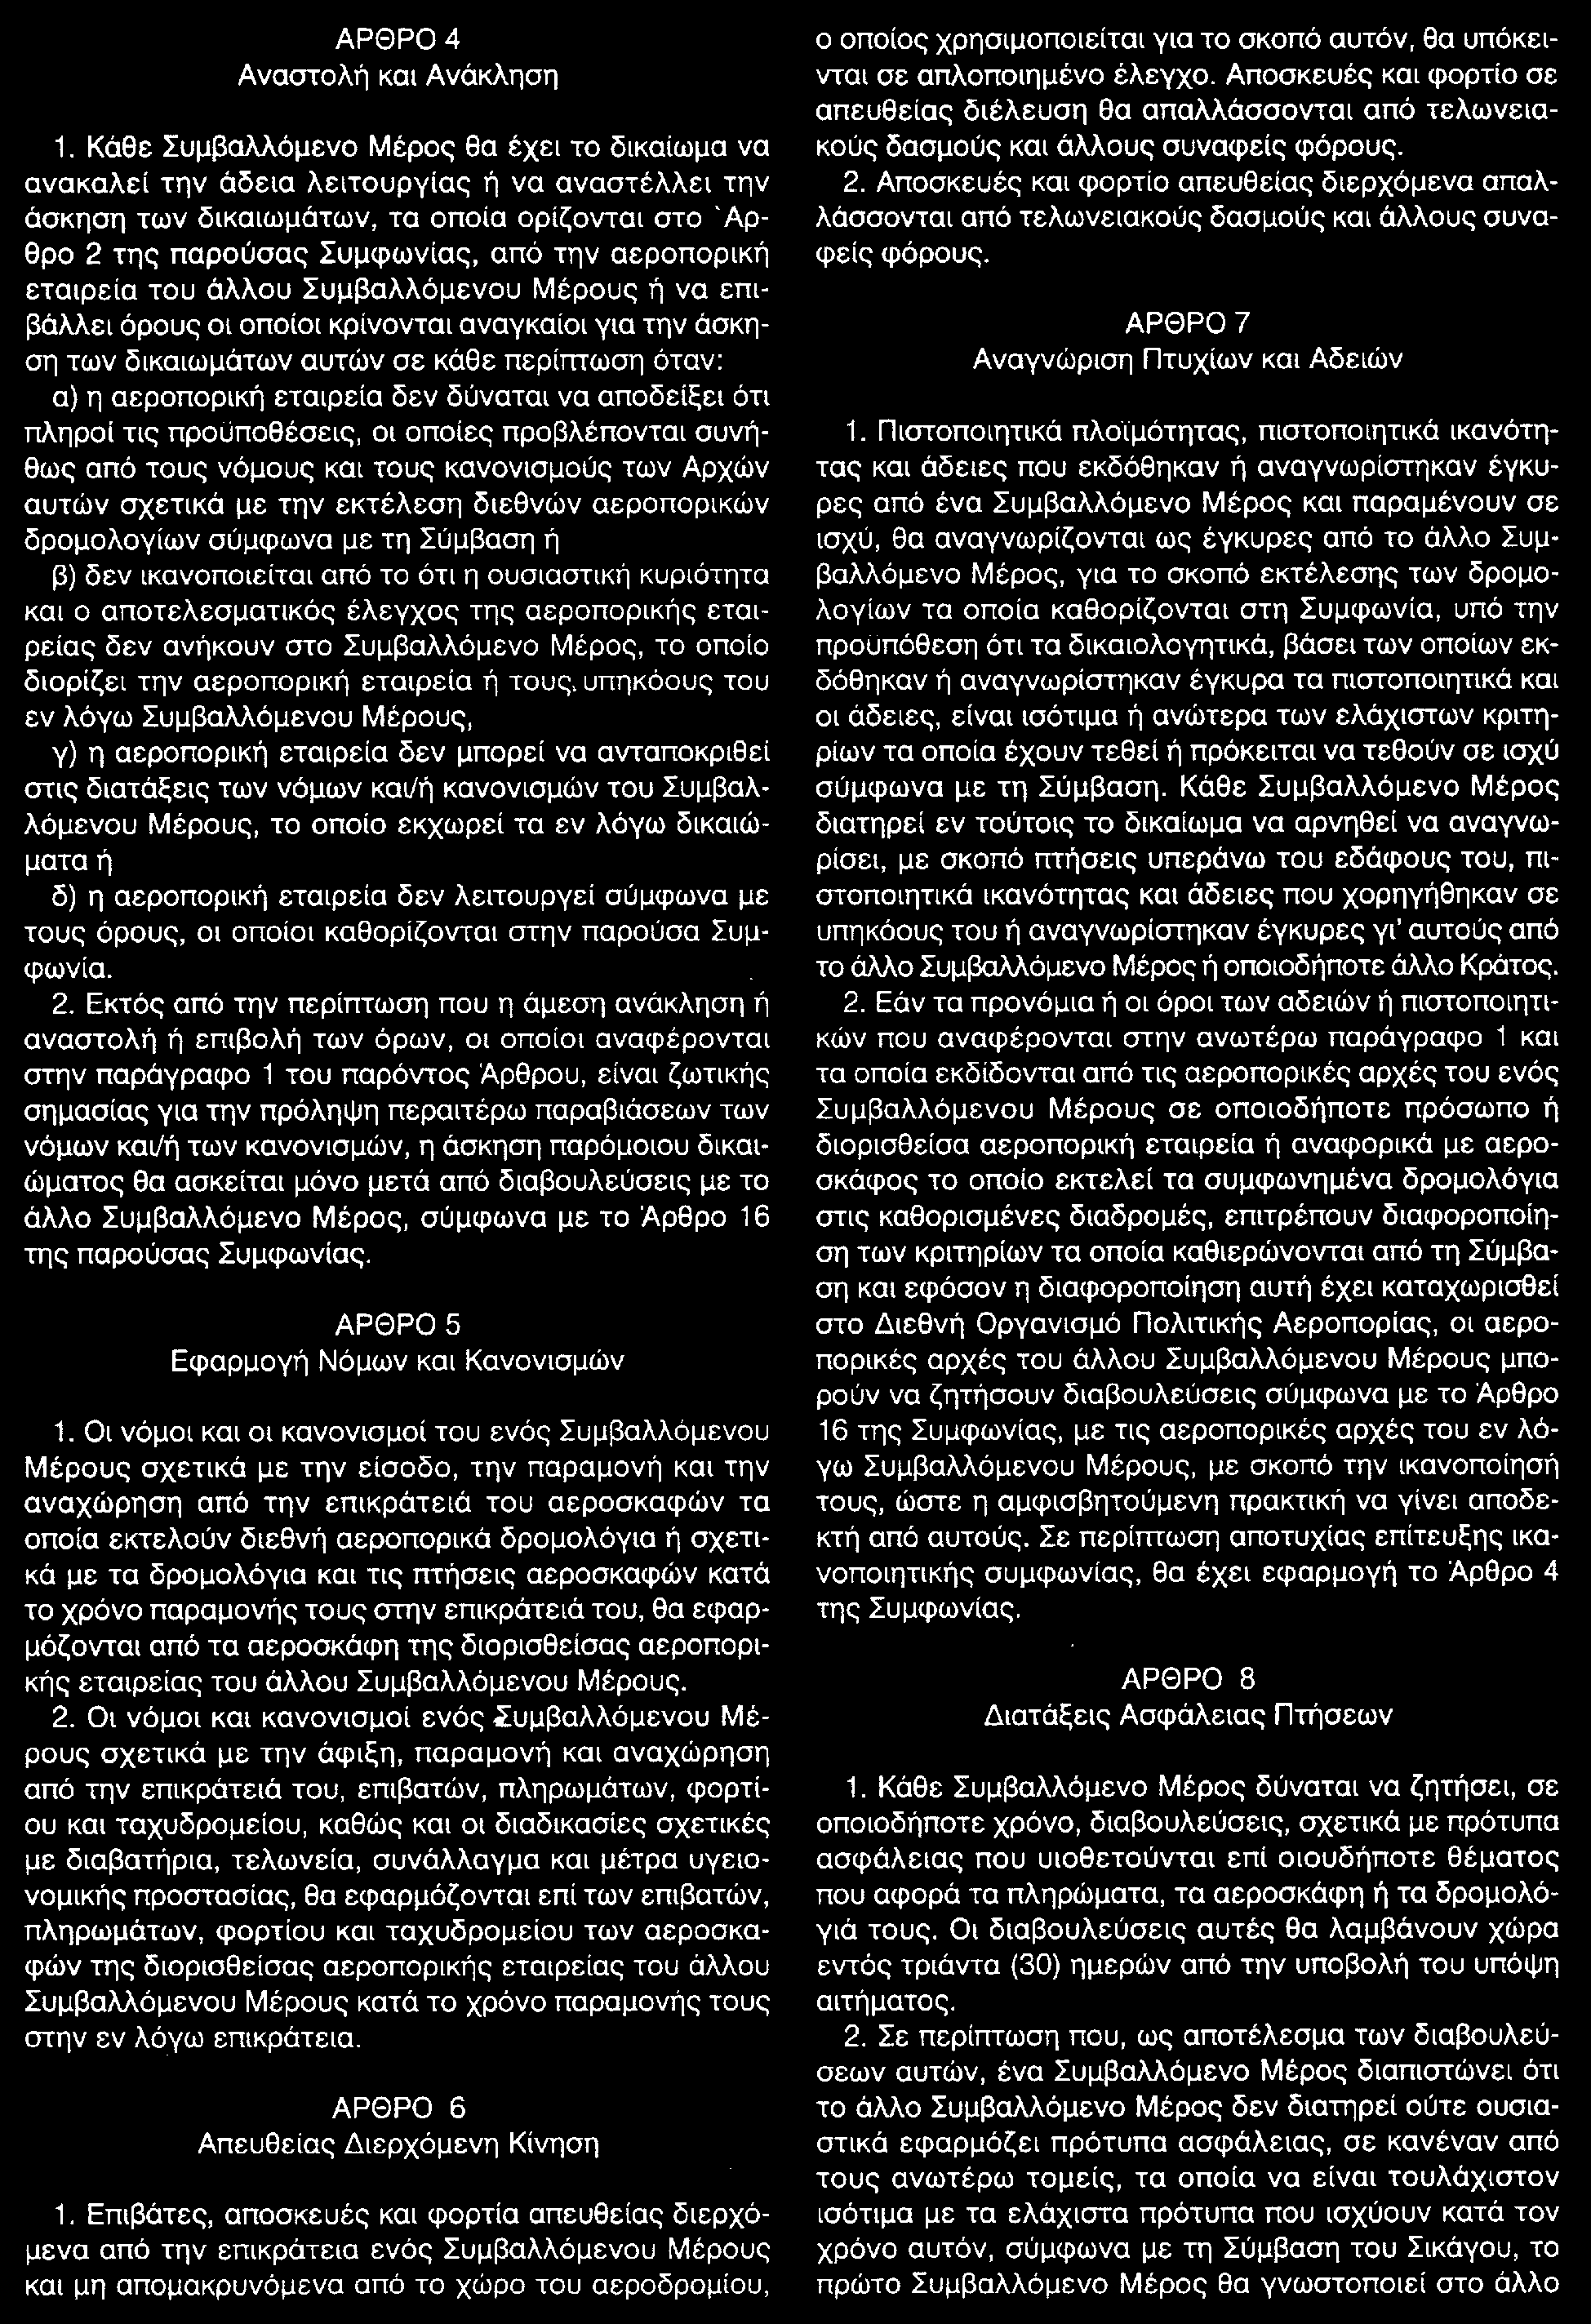 ΑΡΘΡΟ 4
Αναστολή και Ανάκληση
1. Κάθε Συμβαλλόμενο Μέρος θα έχει το δικαίωμα να
ανακαλεί την άδεια λειτουργίας ή να αναστέλλει την
άσκηση των δικαιωμάτων, τα οποία ορίζονται στο 'Αρ-
θρο 2 της παρούσας Συμφωνίας, από την αεροπορική
εταιρεία του άλλου Συμβαλλόμενου Μέρους ή να επι-
βάλλει όρους οι οποίοι κρίνονται αναγκαίοι για την άσκη-
ση των δικαιωμάτων αυτών σε κάθε περίπτωση όταν:
α) η αεροπορική εταιρεία δεν δύναται να αποδείξει ότι
πληροί τις προϋποθέσεις, οι οποίες προβλέπονται συνή-
θως από τους νόμους και τους κανονισμούς των Αρχών
αυτών σχετικά με την εκτέλεση διεθνών αεροπορικών
δρομολογίων σύμφωνα με τη Σύμβαση ή
β) δεν ικανοποιείται από το ότι η ουσιαστική κυριότητα
και ο αποτελεσματικός έλεγχος της αεροπορικής εται-
ρείας δεν ανήκουν στο Συμβαλλόμενο Μέρος, το οποίο
διορίζει την αεροπορική εταιρεία ή τους υπηκόους του
εν λόγω Συμβαλλόμενου Μέρους,
γ) η αεροπορική εταιρεία δεν μπορεί να ανταποκριθεί
στις διατάξεις των νόμων και/ή κανονισμών του Συμβαλ-
λόμενου Μέρους, το οποίο εκχωρεί τα εν λόγω δικαιώ-
ματα ή
δ) η αεροπορική εταιρεία δεν λειτουργεί σύμφωνα με
τους όρους, οι οποίοι καθορίζονται στην παρούσα Συμ-
φωνία.
2. Εκτός από την περίπτωση που η άμεση ανάκληση ή
αναστολή ή επιβολή των όρων, οι οποίοι αναφέρονται
στην παράγραφο 1 του παρόντος Άρθρου, είναι ζωτικής
σημασίας για την πρόληψη περαιτέρω παραβιάσεων των
νόμων και/ή των κανονισμών, η άσκηση παρόμοιου δικαι-
ώματος θα ασκείται μόνο μετά από διαβουλεύσεις με το
άλλο Συμβαλλόμενο Μέρος, σύμφωνα με το Άρθρο 16
της παρούσας Συμφωνίας.
ΑΡΘΡΟ 5
Εφαρμογή Νόμων και Κανονισμών
1. Οι νόμοι και οι κανονισμοί του ενός Συμβαλλόμενου
Μέρους σχετικά με την είσοδο, την παραμονή και την
αναχώρηση από την επικράτειά του αεροσκαφών τα
οποία εκτελούν διεθνή αεροπορικά δρομολόγια ή σχετι-
κά με τα δρομολόγια και τις πτήσεις αεροσκαφών κατά
το χρόνο παραμονής τους στην επικράτειά του, θα εφαρ-
μόζονται από τα αεροσκάφη της διορισθείσας αεροπορι-
κής εταιρείας του άλλου Συμβαλλόμενου Μέρους.
2. Οι νόμοι και κανονισμοί ενός Συμβαλλόμενου Μέ-
ρους σχετικά με την άφιξη, παραμονή και αναχώρηση
από την επικράτειά του, επιβατών, πληρωμάτων, φορτί-
ου και ταχυδρομείου, καθώς και οι διαδικασίες σχετικές
με διαβατήρια, τελωνεία, συνάλλαγμα και μέτρα υγειο-
νομικής προστασίας, θα εφαρμόζονται επί των επιβατών,
πληρωμάτων, φορτίου και ταχυδρομείου των αεροσκα-
φών της διορισθείσας αεροπορικής εταιρείας του άλλου
Συμβαλλόμενου Μέρους κατά το χρόνο παραμονής τους
στην εν λόγω επικράτεια.
ΑΡΘΡΟ 6
Απευθείας Διερχόμενη Κίνηση
1. Επιβάτες, αποσκευές και φορτία απευθείας διερχό-
μενα από την επικράτεια ενός Συμβαλλόμενου Μέρους
και μη απομακρυνόμενα από το χώρο του αεροδρομίου,
ο οποίος χρησιμοποιείται για το σκοπό αυτόν, θα υπόκει-
νται σε απλοποιημένο έλεγχο. Αποσκευές και φορτίο σε
απευθείας διέλευση θα απαλλάσσονται από τελωνεια-
κούς δασμούς και άλλους συναφείς φόρους.
2. Αποσκευές και φορτίο απευθείας διερχόμενα απαλ-
λάσσονται από τελωνειακούς δασμούς και άλλους συνα-
φείς φόρους.
ΑΡΘΡΟ 7
Αναγνώριση Πτυχίων και Αδειών
1. Πιστοποιητικά πλοϊμότητας, πιστοποιητικά ικανότη-
τας και άδειες που εκδόθηκαν ή αναγνωρίστηκαν έγκυ-
ρες από ένα Συμβαλλόμενο Μέρος και παραμένουν σε
ισχύ, θα αναγνωρίζονται ως έγκυρες από το άλλο Συμ-
βαλλόμενο Μέρος, για το σκοπό εκτέλεσης των δρομο-
λογίων τα οποία καθορίζονται στη Συμφωνία, υπό την
προϋπόθεση ότι τα δικαιολογητικά, βάσει των οποίων εκ-
δόθηκαν ή αναγνωρίστηκαν έγκυρα τα πιστοποιητικά και
οι άδειες, είναι ισότιμα ή ανώτερα των ελάχιστων κριτη-
ρίων τα οποία έχουν τεθεί ή πρόκειται να τεθούν σε ισχύ
σύμφωνα με τη Σύμβαση. Κάθε Συμβαλλόμενο Μέρος
διατηρεί εν τούτοις το δικαίωμα να αρνηθεί να αναγνω-
ρίσει, με σκοπό πτήσεις υπεράνω του εδάφους του, πι-
στοποιητικά ικανότητας και άδειες που χορηγήθηκαν σε
υπηκόους του ή αναγνωρίστηκαν έγκυρες γι' αυτούς από
το άλλο Συμβαλλόμενο Μέρος ή οποιοδήποτε άλλο Κράτος.
2. Εάν τα προνόμια ή οι όροι των αδειών ή πιστοποιητι-
κών που αναφέρονται στην ανωτέρω παράγραφο 1 και
τα οποία εκδίδονται από τις αεροπορικές αρχές του ενός
Συμβαλλόμενου Μέρους σε οποιοδήποτε πρόσωπο ή
διορισθείσα αεροπορική εταιρεία ή αναφορικά με αερο-
σκάφος το οποίο εκτελεί τα συμφωνημένα δρομολόγια
στις καθορισμένες διαδρομές, επιτρέπουν διαφοροποίη-
ση των κριτηρίων τα οποία καθιερώνονται από τη Σύμβα-
ση και εφόσον η διαφοροποίηση αυτή έχει καταχωρισθεί
στο Διεθνή Οργανισμό Πολιτικής Αεροπορίας, οι αερο-
πορικές αρχές του άλλου Συμβαλλόμενου Μέρους μπο-
ρούν να ζητήσουν διαβουλεύσεις σύμφωνα με το Άρθρο
16 της Συμφωνίας, με τις αεροπορικές αρχές του εν λό-
γω Συμβαλλόμενου Μέρους, με σκοπό την ικανοποίησή
τους, ώστε η αμφισβητούμενη πρακτική να γίνει αποδε-
κτή από αυτούς. Σε περίπτωση αποτυχίας επίτευξης ικα-
νοποιητικής συμφωνίας, θα έχει εφαρμογή το Άρθρο 4
της Συμφωνίας.
ΑΡΘΡΟ 8
Διατάξεις Ασφάλειας Πτήσεων
1. Κάθε Συμβαλλόμενο Μέρος δύναται να ζητήσει, σε
οποιοδήποτε χρόνο, διαβουλεύσεις, σχετικά με πρότυπα
ασφάλειας που υιοθετούνται επί οιουδήποτε θέματος
που αφορά τα πληρώματα, τα αεροσκάφη ή τα δρομολό-
γιά τους. Οι διαβουλεύσεις αυτές θα λαμβάνουν χώρα
εντός τριάντα (30) ημερών από την υποβολή του υπόψη
αιτήματος.
2. Σε περίπτωση που, ως αποτέλεσμα των διαβουλεύ-
σεων αυτών, ένα Συμβαλλόμενο Μέρος διαπιστώνει ότι
το άλλο Συμβαλλόμενο Μέρος δεν διατηρεί ούτε ουσια-
στικά εφαρμόζει πρότυπα ασφάλειας, σε κανέναν από
τους ανωτέρω τομείς, τα οποία να είναι τουλάχιστον
ισότιμα με τα ελάχιστα πρότυπα που ισχύουν κατά τον
χρόνο αυτόν, σύμφωνα με τη Σύμβαση του Σικάγου, το
πρώτο Συμβαλλόμενο Μέρος θα γνωστοποιεί στο άλλο